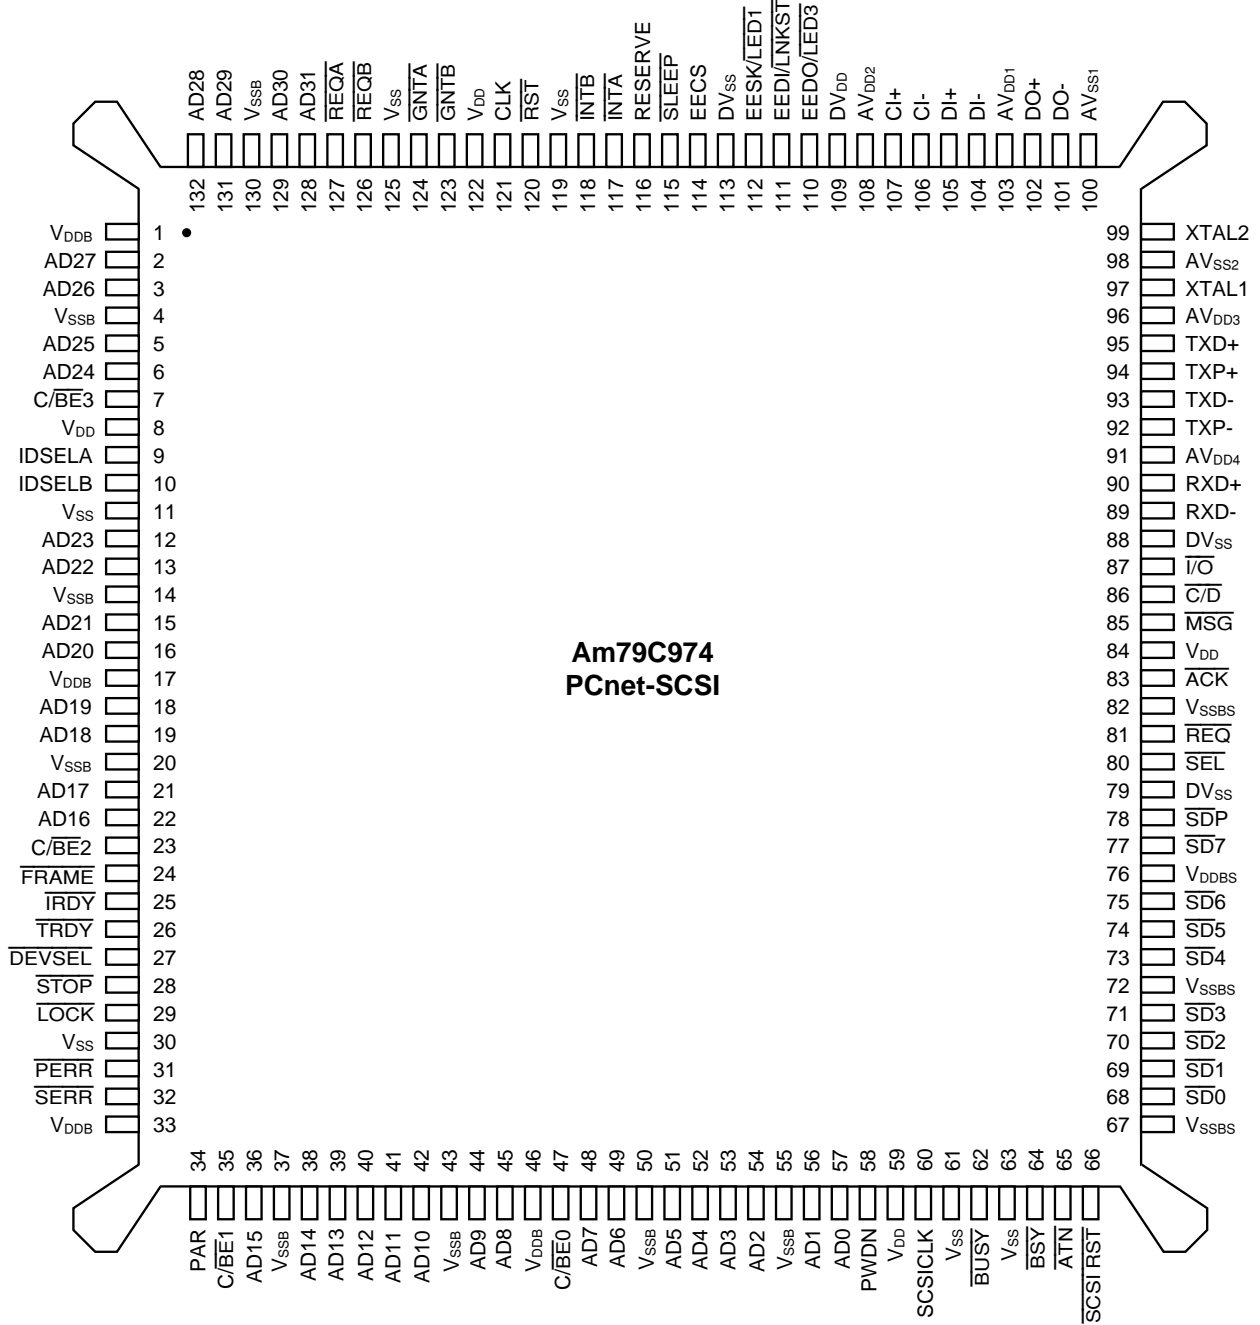 AD28
AD29
VSSB
AD30
AD31
REQA
REQB
VSS
GNTA
GNTB
VDD
CLK
RST
VSS
INTB
INTA
RESERVE
SLEEP
EECS
DVSS
EESK/LED1
EEDI/LNKST
EEDO/LED3
DVDD
AVDD2
CI+
CI-
DI+
DI-
AVDD1
DO+
DO-
AVSS1
132
131
130
129
128
127
126
125
124
123
122
121
120
119
118
117
116
115
114
113
112
111
110
109
108
107
106
105
104
103
102
101
100
VDDB 1
AD27 2
AD26 3
VSSB 4
AD25 5
AD24 6
C/BE3 7
VDD 8
IDSELA 9
IDSELB 10
VSS 11
AD23 12
AD22 13
VSSB 14
AD21 15
AD20 16
VDDB 17
AD19 18
AD18 19
VSSB 20
AD17 21
AD16 22
C/BE2 23
FRAME 24
IRDY 25
TRDY 26
DEVSEL 27
STOP 28
LOCK 29
VSS 30
PERR 31
SERR 32
VDDB 33
Am79C974
PCnet-SCSI
99 XTAL2
98 AVSS2
97 XTAL1
96 AVDD3
95 TXD+
94 TXP+
93 TXD-
92 TXP-
91 AVDD4
90 RXD+
89 RXD-
88 DVSS
87 I/O
86 C/D
85 MSG
84 VDD
83 ACK
82 VSSBS
81 REQ
80 SEL
79 DVSS
78 SDP
77 SD7
76 VDDBS
75 SD6
74 SD5
73 SD4
72 VSSBS
71 SD3
70 SD2
69 SD1
68 SD0
67 VSSBS
34
35
36
37
38
39
40
41
42
43
44
45
46
47
48
49
50
51
52
53
54
55
56
57
58
59
60
61
62
63
64
65
66
PAR
C/BE1
AD15
VSSB
AD14
AD13
AD12
AD11
AD10
VSSB
AD9
AD8
VDDB
C/BE0
AD7
AD6
VSSB
AD5
AD4
AD3
AD2
VSSB
AD1
AD0
PWDN
VDD
SCSICLK
VSS
BUSY
VSS
BSY
ATN
SCSI RST